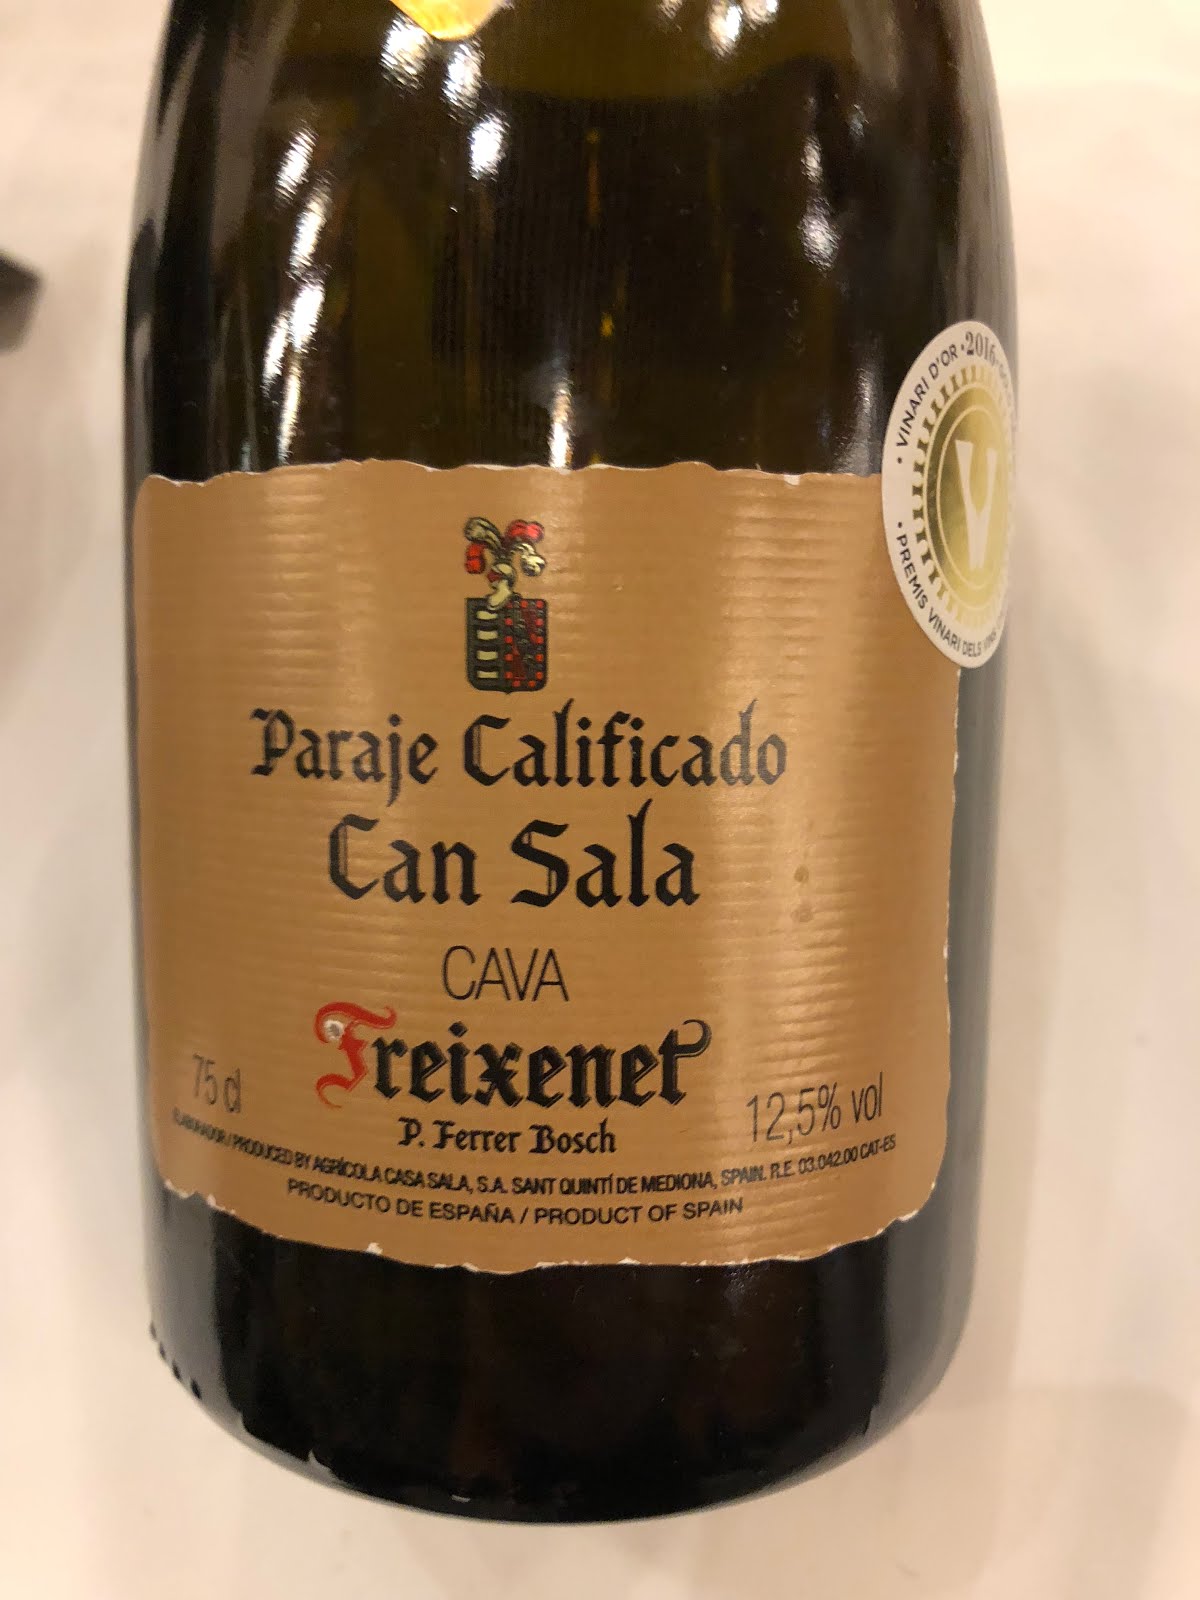 • VINARI D'OR • 2016 •
• PREMIS VINARI DELS VINS
Paraje Calificado
Can Sala
CAVA
Freixenet
75 cl
12,5% vol
P. Ferrer Bosch
ELABORADOR / PRODUCED BY AGRÍCOLA CASA SALA, S.A. SANT QUINTÍ DE MEDIONA, SPAIN. R.E. 03.042.00 CAT-ES
PRODUCTO DE ESPAÑA / PRODUCT OF SPAIN